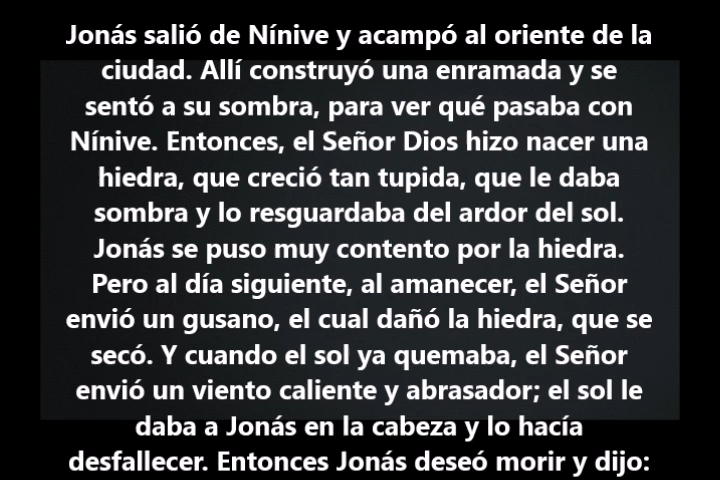 Jonás salió de Nínive y acampó al oriente de la
ciudad. Allí construyó una enramada y se
sentó a su sombra, para ver qué pasaba con
Nínive. Entonces, el Señor Dios hizo nacer una
hiedra, que creció tan tupida, que le daba
sombra y lo resguardaba del ardor del sol.
Jonás se puso muy contento por la hiedra.
Pero al día siguiente, al amanecer, el Señor
envió un gusano, el cual dañó la hiedra, que se
secó. Y cuando el sol ya quemaba, el Señor
envió un viento caliente y abrasador; el sol le
daba a Jonás en la cabeza y lo hacía
desfallecer. Entonces Jonás deseó morir y dijo: